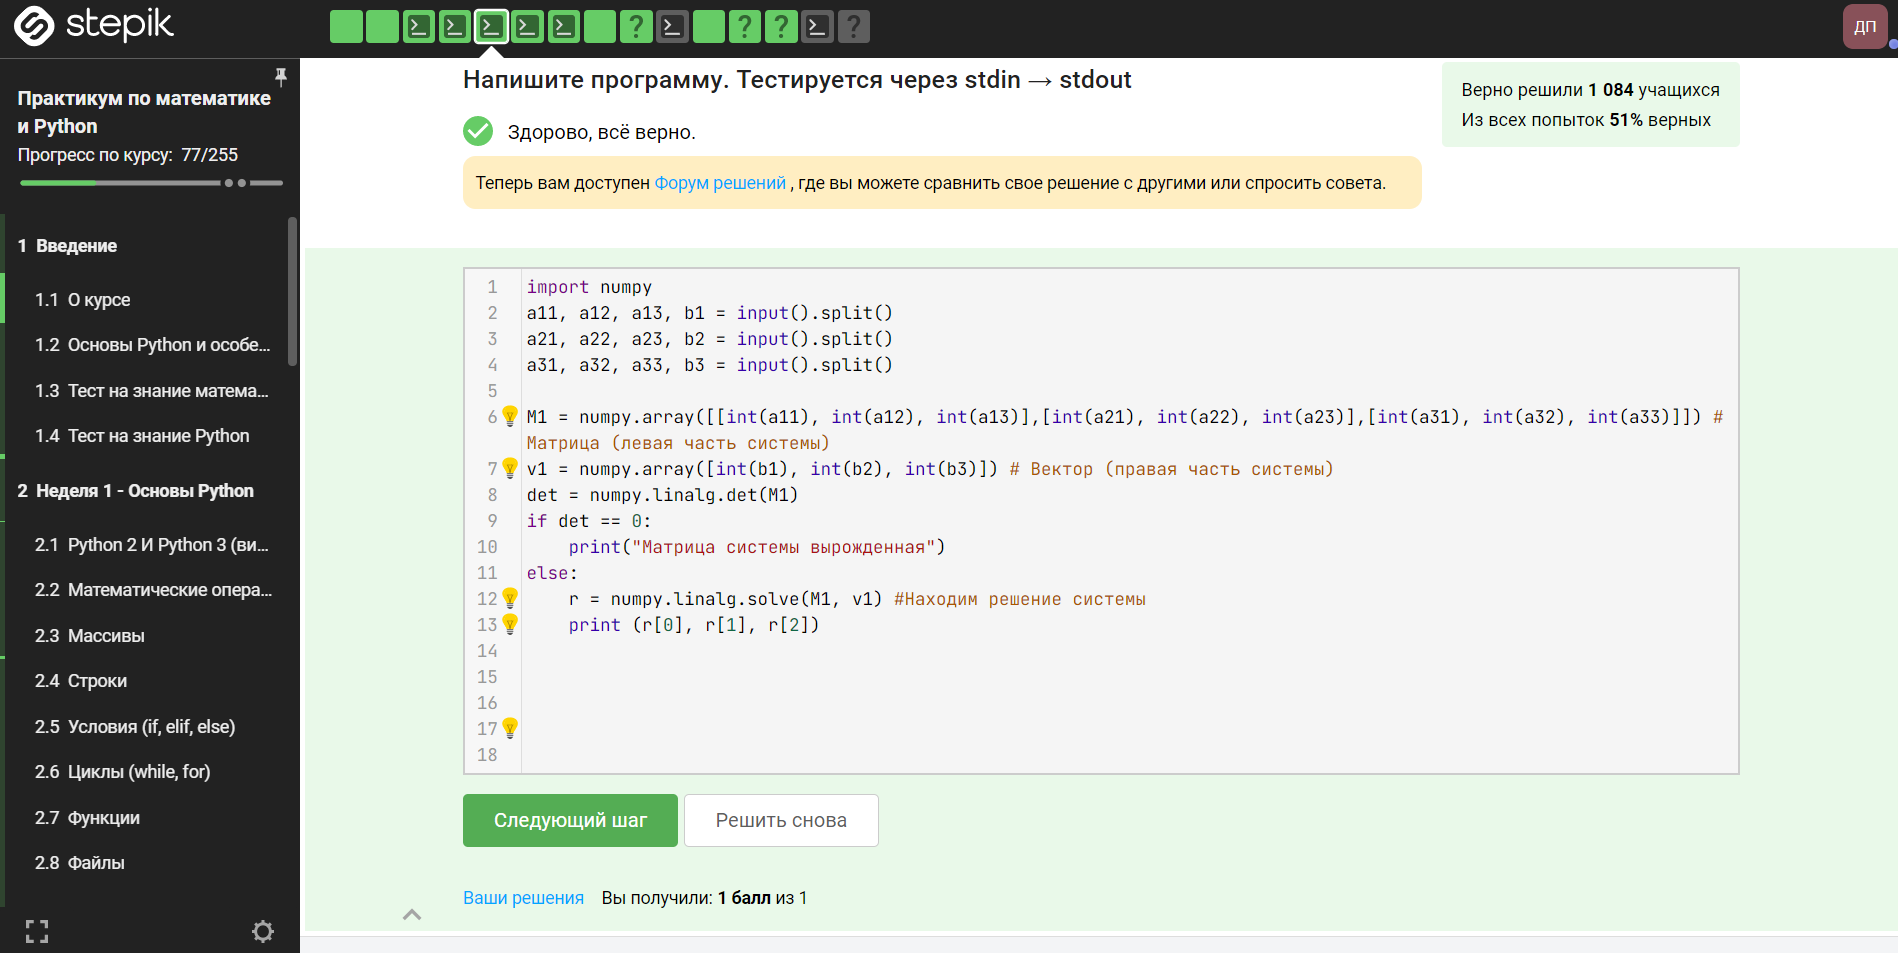 stepik
ДП
Практикум по математике
и Python
Прогресс по курсу: 77/255
1 Введение
1.1 О курсе
1.2 Основы Python и особе...
1.3 Тест на знание матема...
1.4 Тест на знание Python
2 Неделя 1 - Основы Python
2.1 Python 2 И Python 3 (ви...
2.2 Математические опера...
2.3 Массивы
2.4 Строки
2.5 Условия (if, elif, else)
2.6 Циклы (while, for)
2.7 Функции
2.8 Файлы
Напишите программу. Тестируется через stdin → stdout
Здорово, всё верно.
Теперь вам доступен Форум решений , где вы можете сравнить свое решение с другими или спросить совета.
Верно решили 1 084 учащихся
Из всех попыток 51% верных
1 import numpy
2 a11, a12, a13, b1 = input().split()
3 a21, a22, a23, b2 = input().split()
4 a31, a32, a33, b3 = input().split()
5
6 M1 = numpy.array([[int(a11), int(a12), int(a13)],[int(a21), int(a22), int(a23)],[int(a31), int(a32), int(a33)]]) #
Матрица (левая часть системы)
7 v1 = numpy.array([int(b1), int(b2), int(b3)]) # Вектор (правая часть системы)
8 det = numpy.linalg.det(M1)
9 if det == 0:
10 print("Матрица системы вырожденная")
11 else:
12 r = numpy.linalg.solve(M1, v1) #Находим решение системы
13 print (r[0], r[1], r[2])
14
15
16
17
18
Следующий шаг
Решить снова
Ваши решения Вы получили: 1 балл из 1